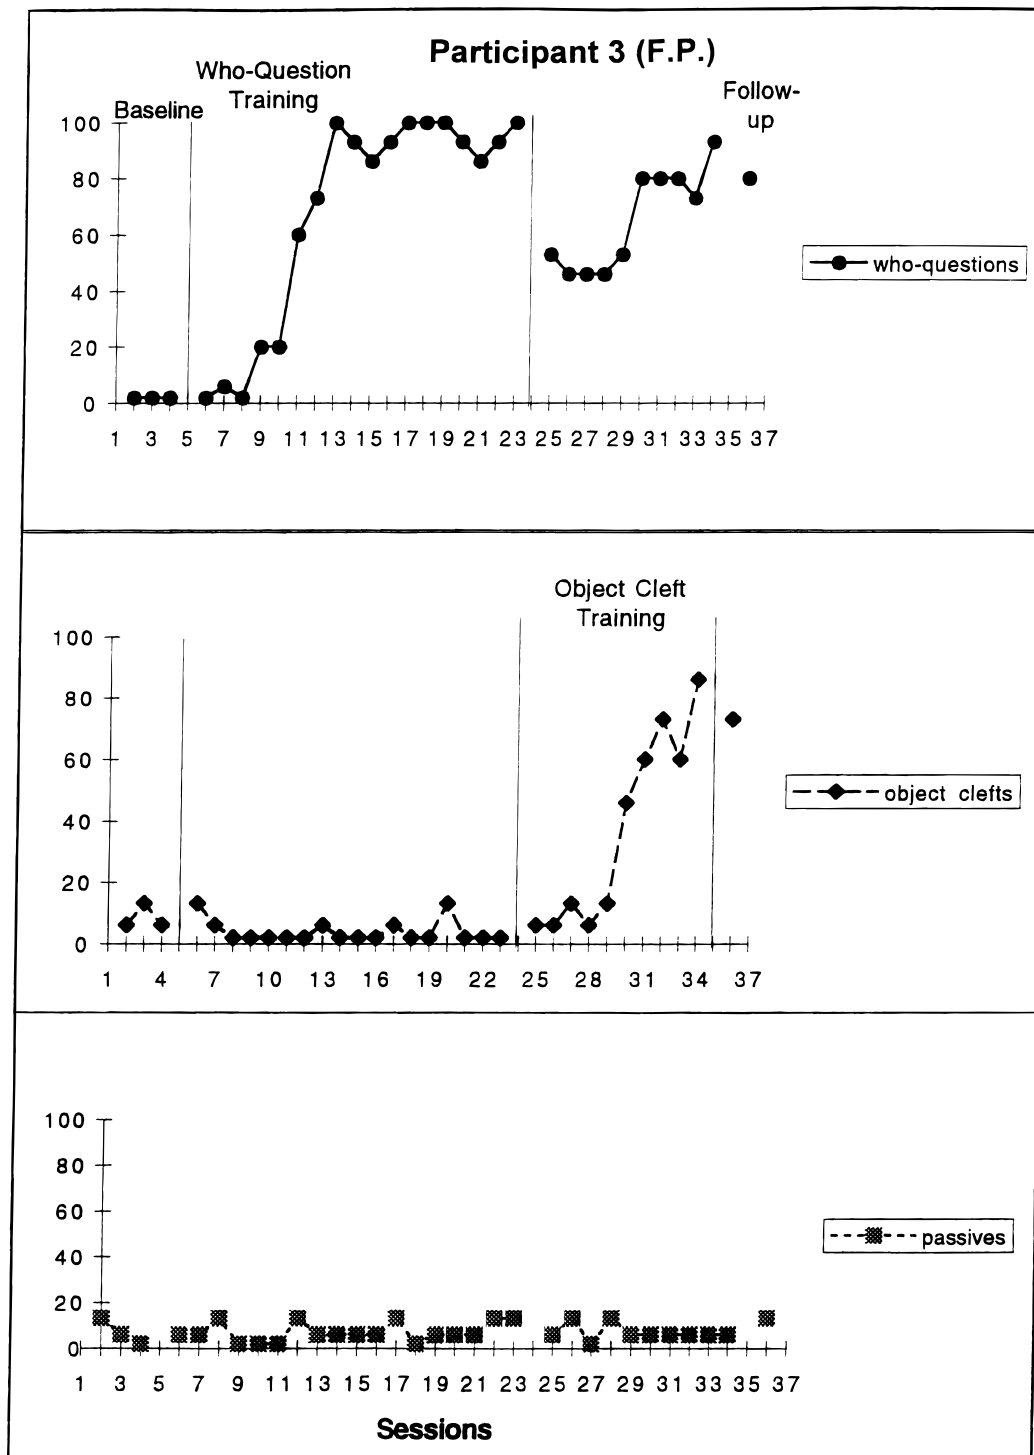 Participant 3 (F.P.)
Who-Question
Training
Baseline
Follow-
up
100
80
60
40
20
0
1 3 5 7 9 11 13 15 17 19 21 23 25 27 29 31 33 35 37
who-questions
Object Cleft
Training
100
80
60
40
20
0
1 4 7 10 13 16 19 22 25 28 31 34 37
object clefts
100
80
60
40
20
0
1 3 5 7 9 11 13 15 17 19 21 23 25 27 29 31 33 35 37
passives
Sessions